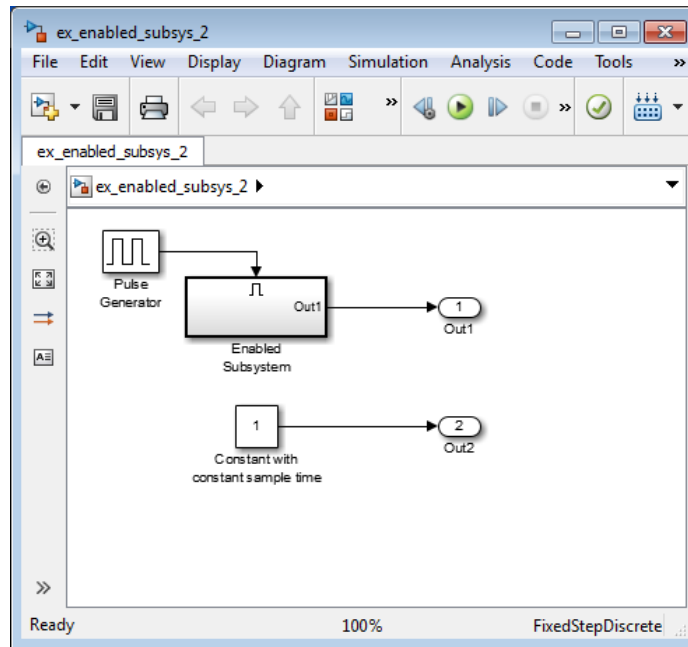 ex_enabled_subsys_2
File Edit View Display Diagram Simulation Analysis Code Tools »
» »
ex_enabled_subsys_2
ex_enabled_subsys_2
Pulse
Generator
Out1
Enabled
Subsystem
1
Out1
1
Constant with
constant sample time
2
Out2
A
»
Ready 100% FixedStepDiscrete